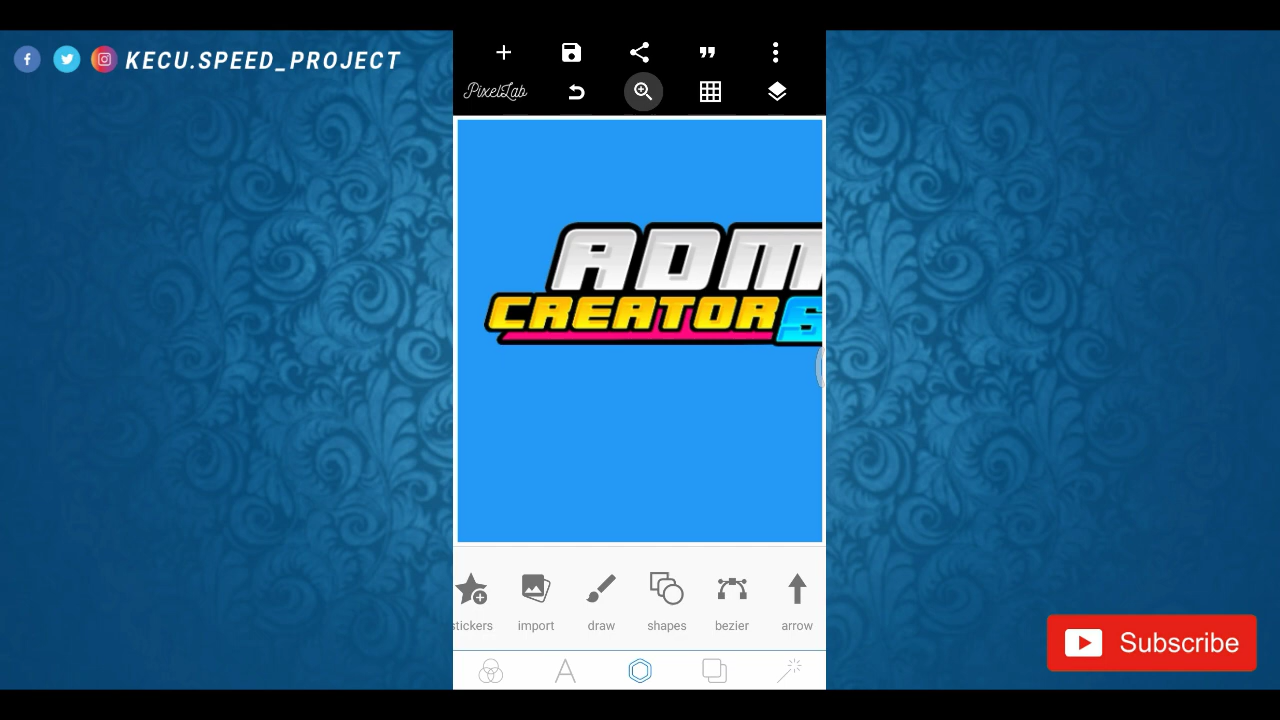 KECU.SPEED_PROJECT
PixelLab
ADM
CREATOR S
stickers import draw shapes bezier arrow
Subscribe